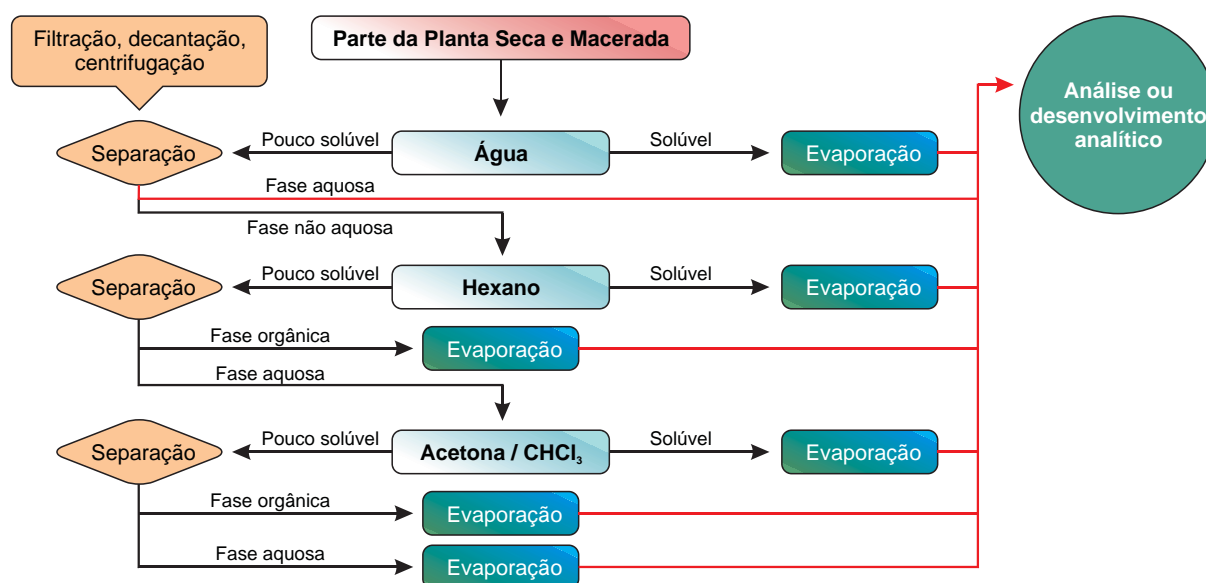 Filtração, decantação,
centrifugação
Parte da Planta Seca e Macerada
Análise ou
desenvolvimento
analítico
Separação
Pouco solúvel
Água
Solúvel
Evaporação
Fase aquosa
Fase não aquosa
Separação
Pouco solúvel
Hexano
Solúvel
Evaporação
Fase orgânica
Evaporação
Fase aquosa
Separação
Pouco solúvel
Acetona / CHCl₃
Solúvel
Evaporação
Fase orgânica
Evaporação
Fase aquosa
Evaporação